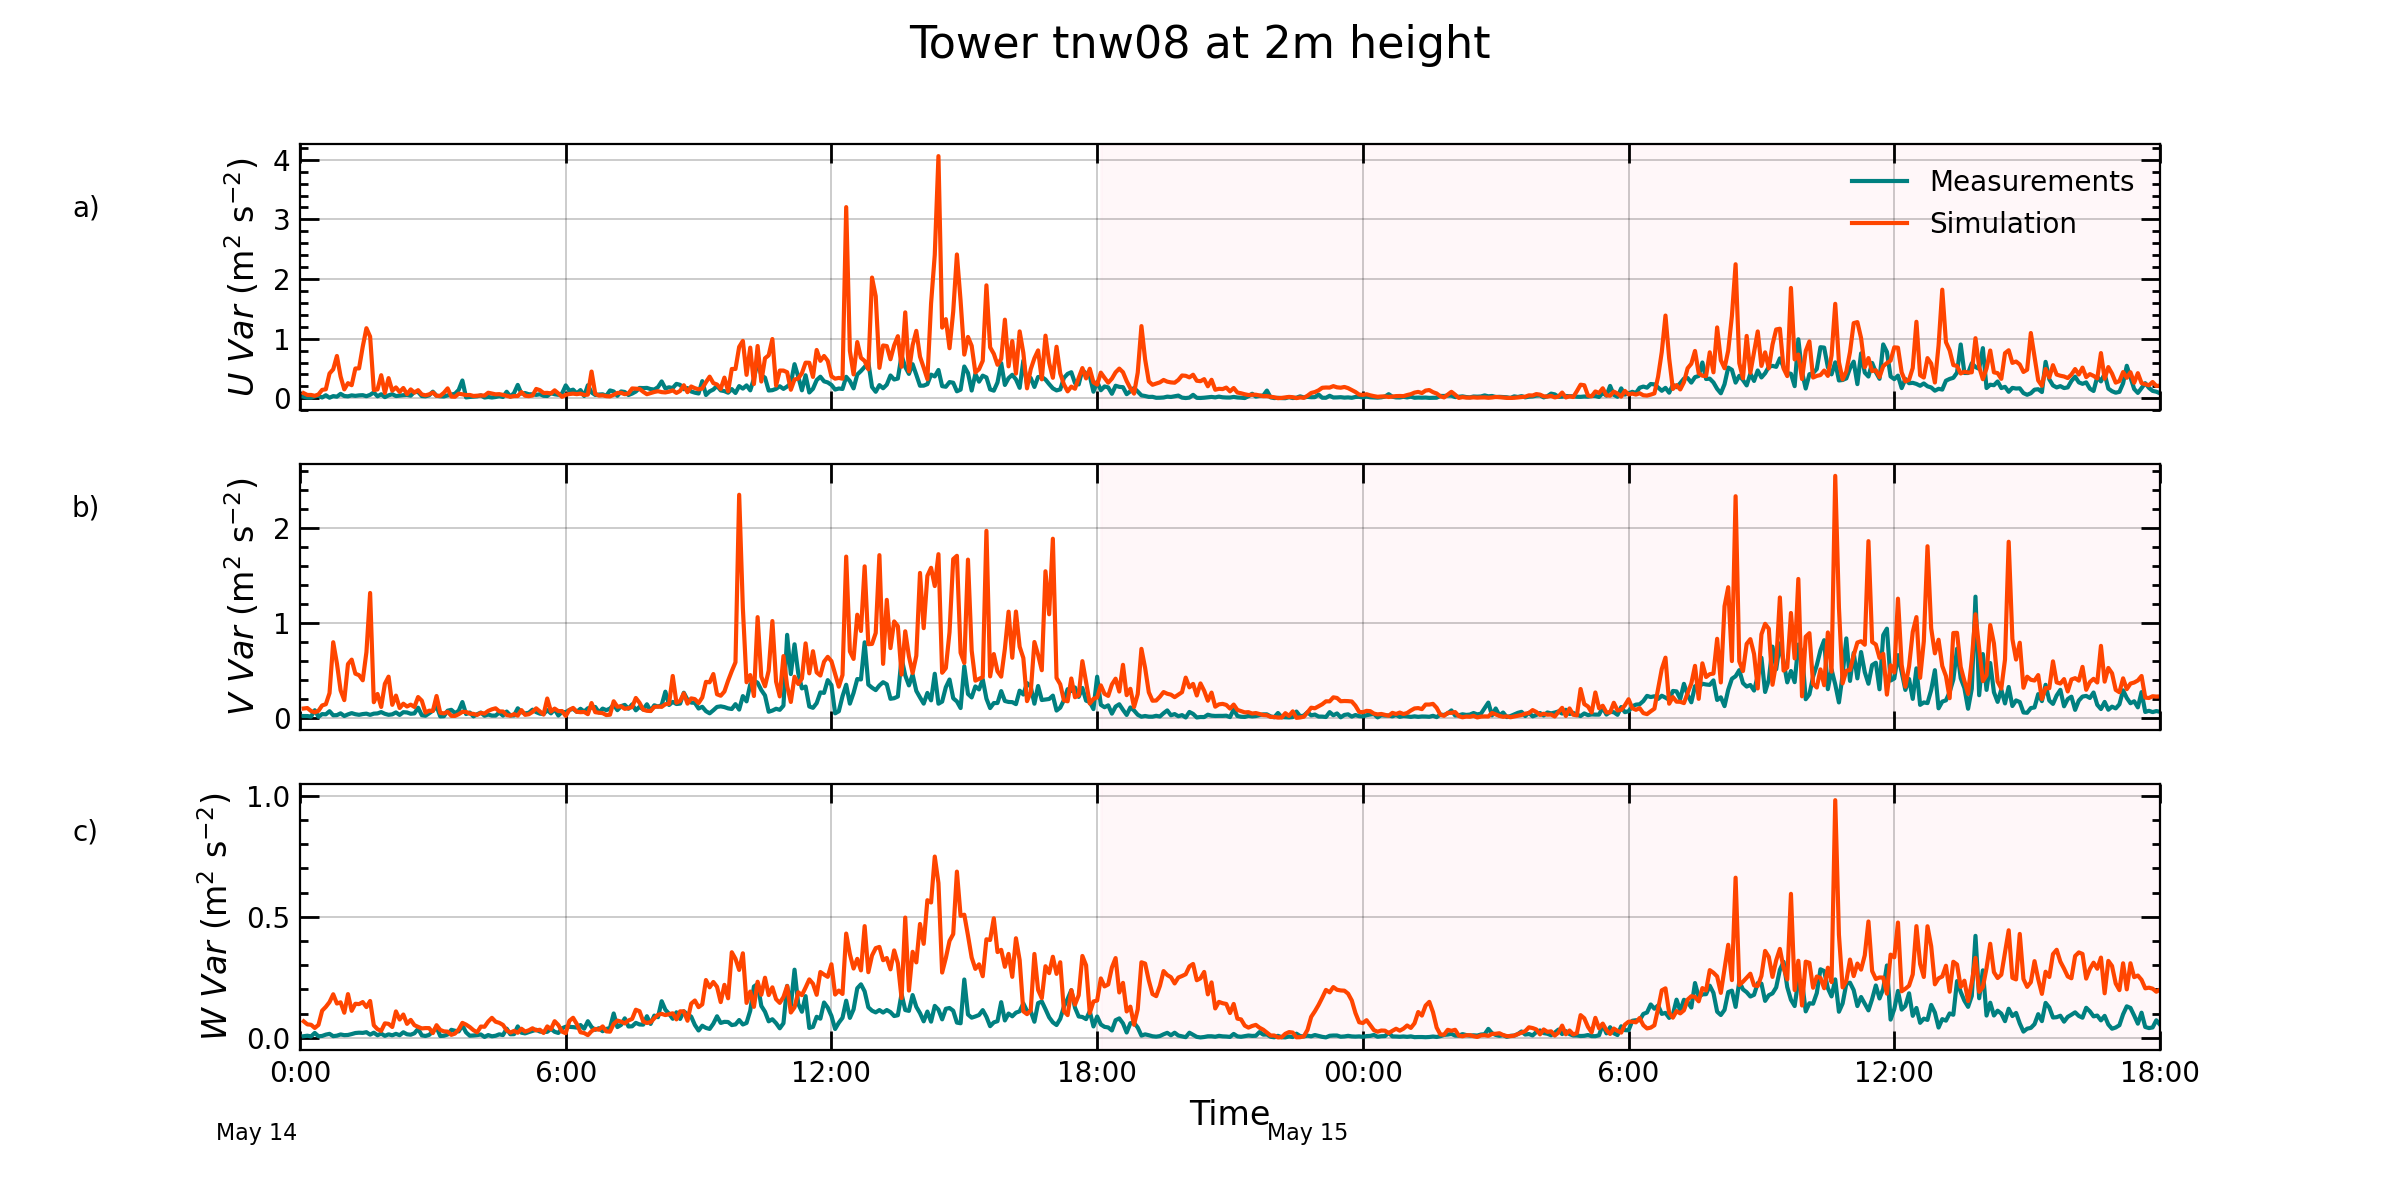 Tower tnw08 at 2m height
a)
U Var (m² s⁻²)
4
3
2
1
0
Measurements
Simulation
b)
V Var (m² s⁻²)
2
1
0
c)
W Var (m² s⁻²)
1.0
0.5
0.0
0:00 6:00 12:00 18:00 00:00 6:00 12:00 18:00
Time
May 14 May 15